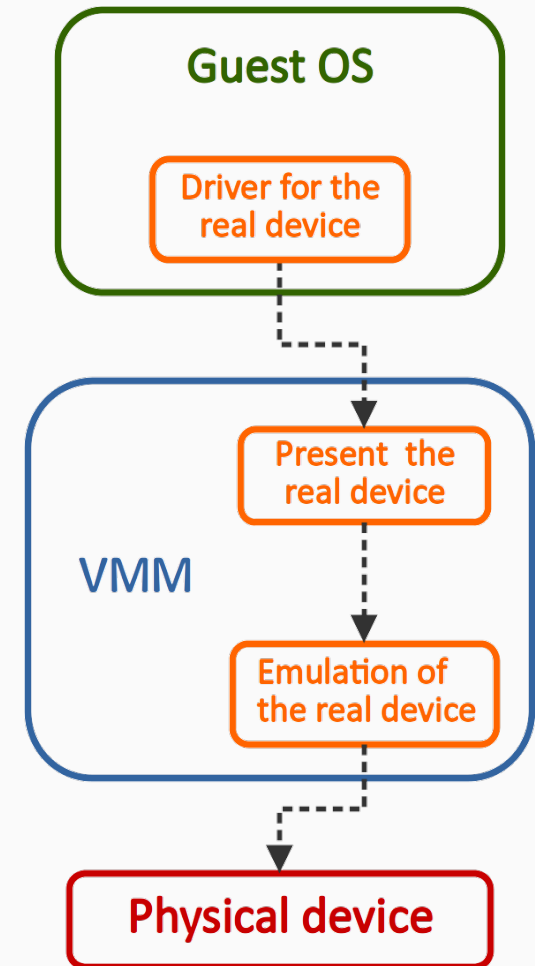 Guest OS
Driver for the
real device
Present the
real device
VMM
Emulation of
the real device
Physical device